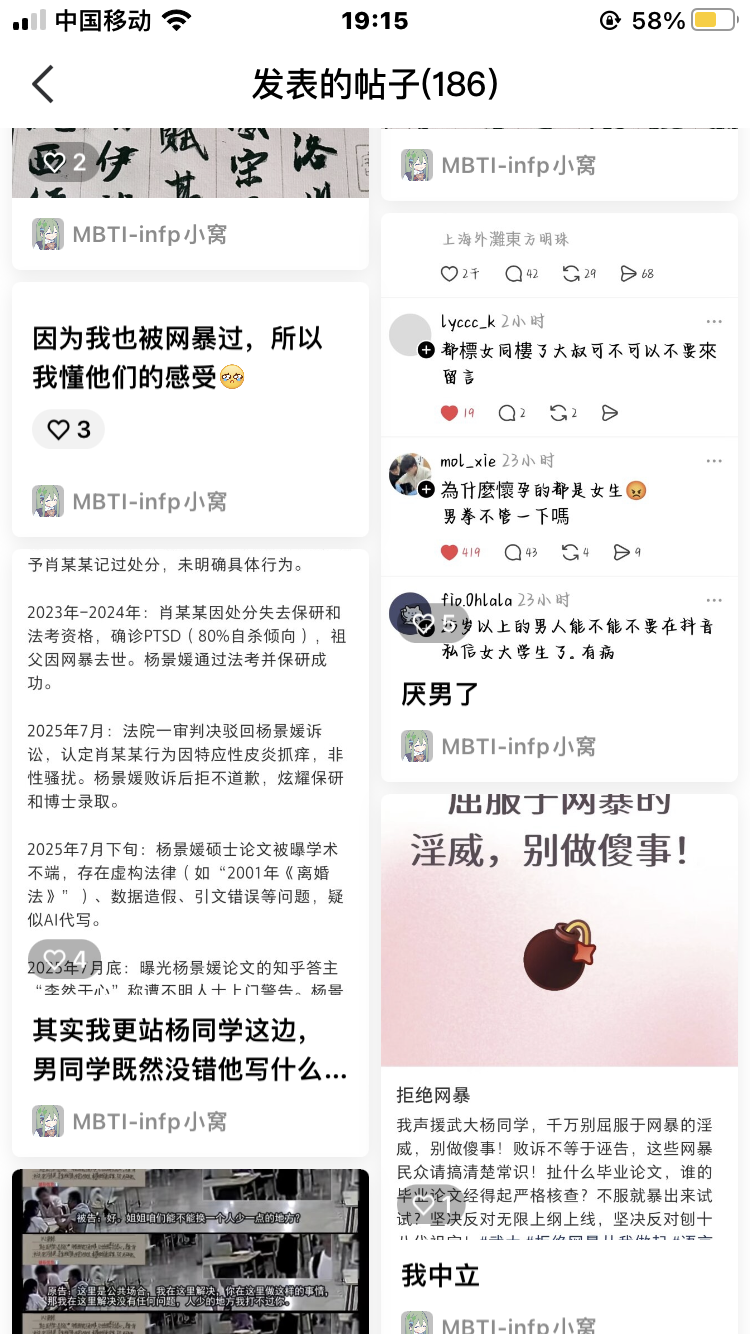 中国移动
19:15
58%
发表的帖子(186)
2
伊
赋
宗
洛
MBTI-infp小窝
因为我也被网暴过，所以
我懂他们的感受🥹
3
MBTI-infp小窝
予肖某某记过处分，未明确具体行为。
2023年-2024年：肖某某因处分失去保研和
法考资格，确诊PTSD（80%自杀倾向），祖
父因网暴去世。杨景媛通过法考并保研成
功。
2025年7月：法院一审判决驳回杨景媛诉
讼，认定肖某某行为因特应性皮炎抓痒，非
性骚扰。杨景媛败诉后拒不道歉，炫耀保研
和博士录取。
2025年7月下旬：杨景媛硕士论文被曝学术
不端，存在虚构法律（如“2001年《离婚
法》”）、数据造假、引文错误等问题，疑
似AI代写。
4
2025年7月底：曝光杨景媛论文的知乎答主
“李然于心”称遭不明人士上门警告。杨景
其实我更站杨同学这边，
男同学既然没错他写什么...
MBTI-infp小窝
被告：好，姐姐咱们能不能换一个人少一点的地方？
原告：这里是公共场合，我在这里解决，你在这里做这样的事情，
那我在这里解决没有任何问题，人少的地方我打不过你。
MBTI-infp小窝
上海外灘東方明珠
2千 42 29 68
lyccc_k 2小时
都標女同樓了大叔可不可以不要來
留言
19 2 2
mol_xie 23小时
為什麼懷孕的都是女生😡
男拳不管一下嗎
419 43 4 9
fio.Ohlala 23小时
5
5岁以上的男人能不能不要在抖音
私信女大学生了。有病
厌男了
MBTI-infp小窝
屈服于网暴的
淫威，别做傻事！
拒绝网暴
我声援武大杨同学，千万别屈服于网暴的淫
威，别做傻事！败诉不等于诬告，这些网暴
民众请搞清楚常识！扯什么毕业论文，谁的
毕业论文经得起严格核查？不服就暴出来试
试？坚决反对无限上纲上线，坚决反对刨十
1
我中立
MBTI-infp小窝